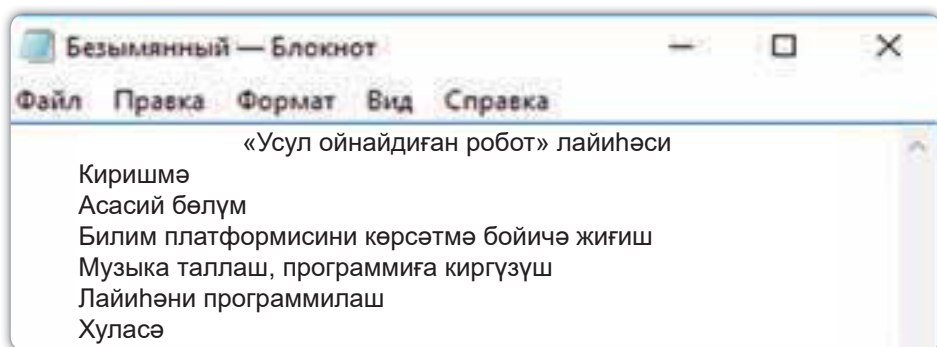 Безымянный — Блокнот
Файл Правка Формат Вид Справка
«Усул ойнайдиған робот» лайиһәси
Киришмә
Асасий бөлүм
Билим платформисини көрсәтмә бойичә жиғиш
Музыка таллаш, программиға киргүзүш
Лайиһәни программилаш
Хуласә